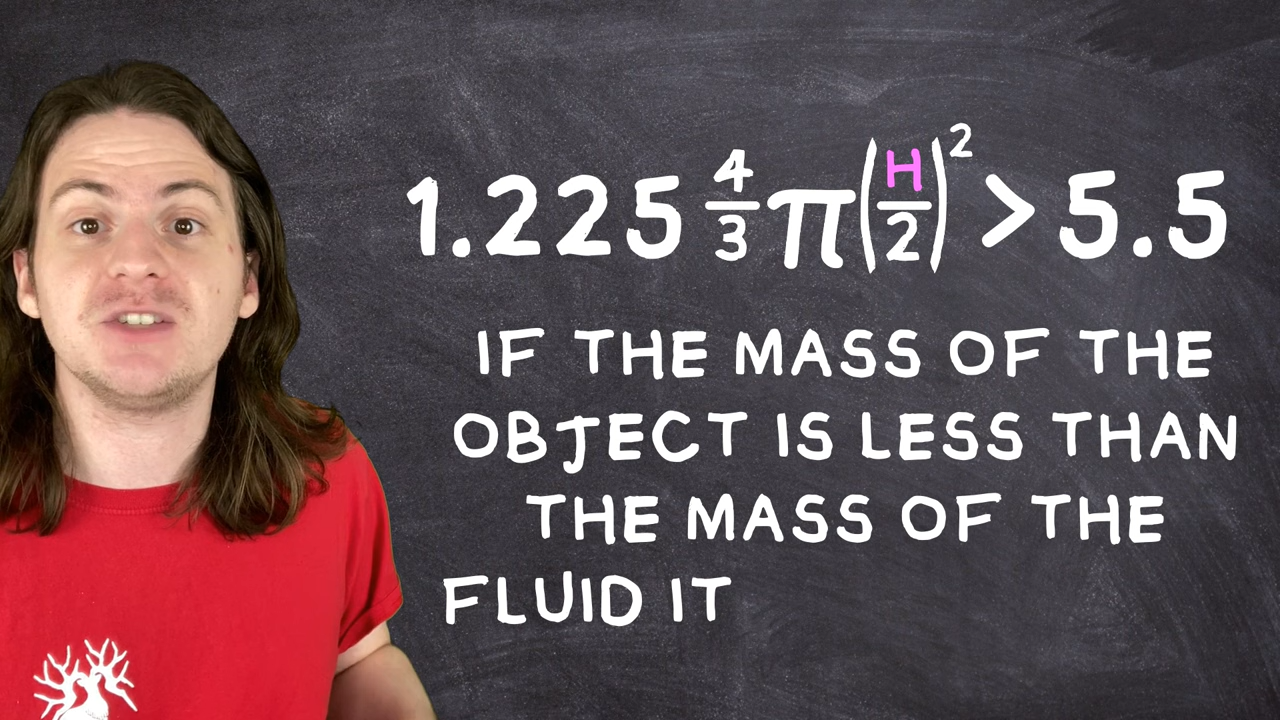 1.225 4/3 π(H/2)² > 5.5
IF THE MASS OF THE
OBJECT IS LESS THAN
THE MASS OF THE
FLUID IT